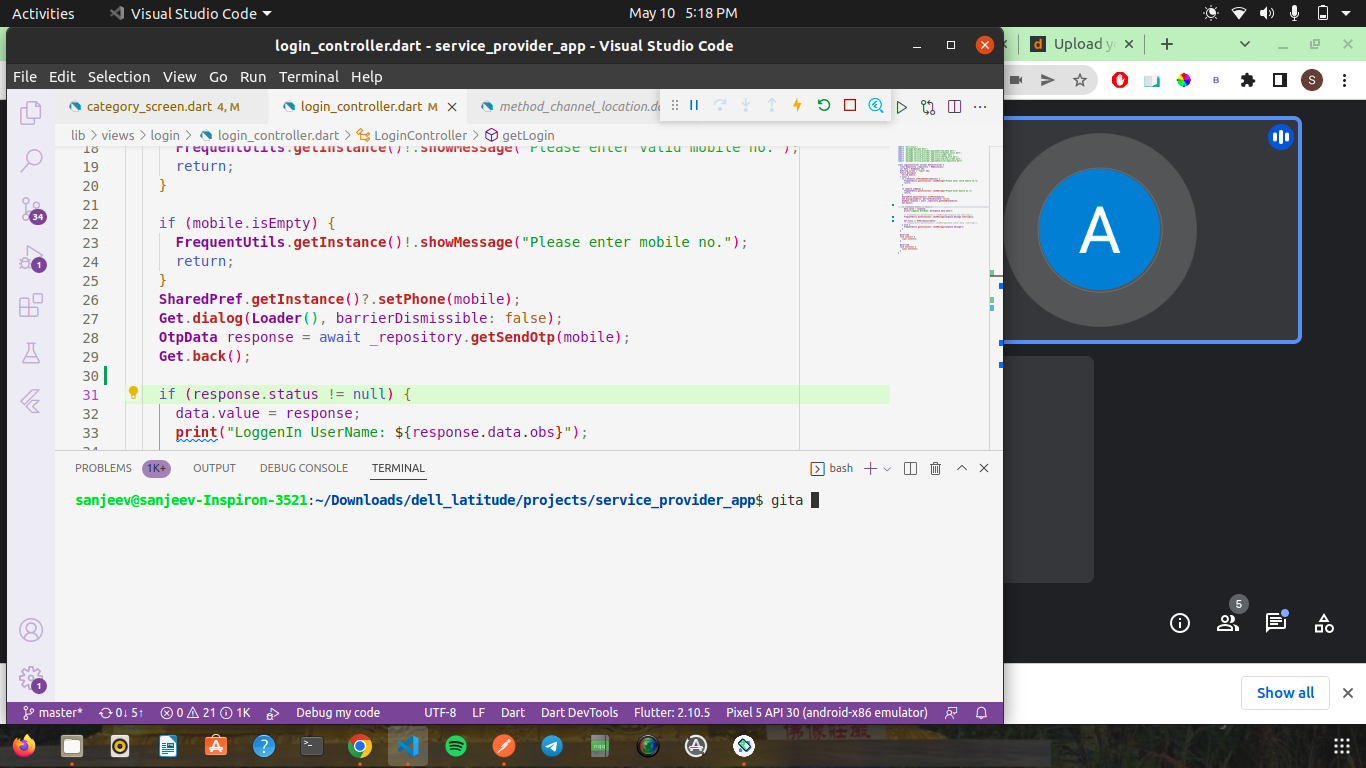 Activities
Visual Studio Code
May 10 5:18 PM
login_controller.dart - service_provider_app - Visual Studio Code
Upload y
File Edit Selection View Go Run Terminal Help
category_screen.dart 4, M
login_controller.dart M
method_channel_location.da
S
lib > views > login > login_controller.dart > LoginController > getLogin
18 FrequentUtils.getInstance()!.showMessage("Please enter valid mobile no.");
19 return;
20 }
21
22 if (mobile.isEmpty) {
23 FrequentUtils.getInstance()!.showMessage("Please enter mobile no.");
24 return;
25 }
26 SharedPref.getInstance()?.setPhone(mobile);
27 Get.dialog(Loader(), barrierDismissible: false);
28 OtpData response = await _repository.getSendOtp(mobile);
29 Get.back();
30
31 if (response.status != null) {
32 data.value = response;
33 print("LoggenIn UserName: ${response.data.obs}");
34
1
1
A
PROBLEMS 1K+ OUTPUT DEBUG CONSOLE TERMINAL bash
sanjeev@sanjeev-Inspiron-3521:~/Downloads/dell_latitude/projects/service_provider_app$ gita
5
Show all
master* 0↓ 5↑ 0 21 1K Debug my code UTF-8 LF Dart Dart DevTools Flutter: 2.10.5 Pixel 5 API 30 (android-x86 emulator)